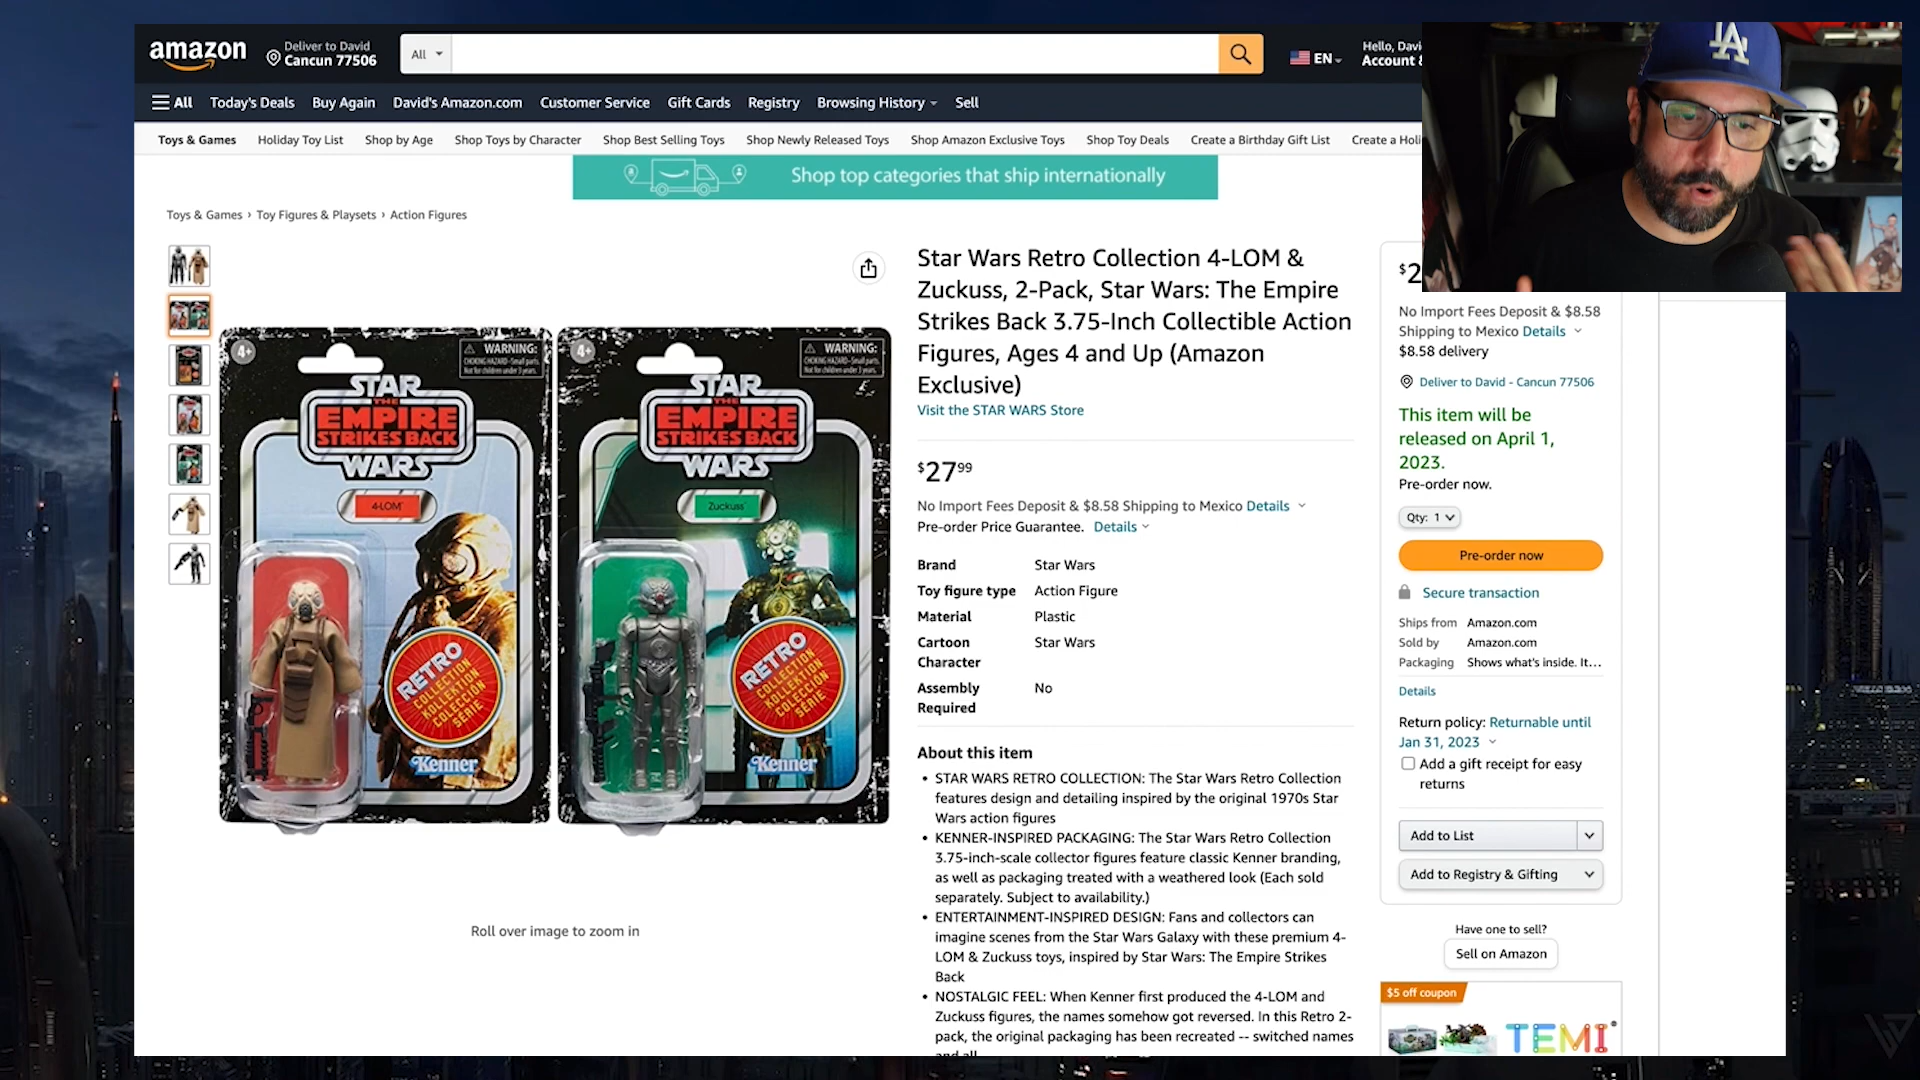 amazon
Deliver to David
Cancun 77506
All
EN
Hello, Davi
Account &
All
Today's Deals
Buy Again
David's Amazon.com
Customer Service
Gift Cards
Registry
Browsing History
Sell
Toys & Games
Holiday Toy List
Shop by Age
Shop Toys by Character
Shop Best Selling Toys
Shop Newly Released Toys
Shop Amazon Exclusive Toys
Shop Toy Deals
Create a Birthday Gift List
Create a Holi
LA
Shop top categories that ship internationally
Toys & Games › Toy Figures & Playsets › Action Figures
4+
WARNING:
CHOKING HAZARD-Small parts.
Not for children under 3 years.
STAR
THE
EMPIRE
STRIKES BACK
WARS
4-LOM
RETRO
COLLECTION
KOLLEKTION
COLECCIÓN
SÉRIE
Kenner
4+
WARNING:
CHOKING HAZARD-Small parts.
Not for children under 3 years.
STAR
THE
EMPIRE
STRIKES BACK
WARS
Zuckuss
RETRO
COLLECTION
KOLLEKTION
COLECCIÓN
SÉRIE
Kenner
Roll over image to zoom in
Star Wars Retro Collection 4-LOM &
Zuckuss, 2-Pack, Star Wars: The Empire
Strikes Back 3.75-Inch Collectible Action
Figures, Ages 4 and Up (Amazon
Exclusive)
Visit the STAR WARS Store
$27 99
No Import Fees Deposit & $8.58 Shipping to Mexico Details
Pre-order Price Guarantee. Details
Brand Star Wars
Toy figure type Action Figure
Material Plastic
Cartoon Star Wars
Character
Assembly No
Required
About this item
• STAR WARS RETRO COLLECTION: The Star Wars Retro Collection
features design and detailing inspired by the original 1970s Star
Wars action figures
• KENNER-INSPIRED PACKAGING: The Star Wars Retro Collection
3.75-inch-scale collector figures feature classic Kenner branding,
as well as packaging treated with a weathered look (Each sold
separately. Subject to availability.)
• ENTERTAINMENT-INSPIRED DESIGN: Fans and collectors can
imagine scenes from the Star Wars Galaxy with these premium 4-
LOM & Zuckuss toys, inspired by Star Wars: The Empire Strikes
Back
• NOSTALGIC FEEL: When Kenner first produced the 4-LOM and
Zuckuss figures, the names somehow got reversed. In this Retro 2-
pack, the original packaging has been recreated -- switched names
and all
$2
No Import Fees Deposit & $8.58
Shipping to Mexico Details
$8.58 delivery
Deliver to David - Cancun 77506
This item will be
released on April 1,
2023.
Pre-order now.
Qty: 1
Pre-order now
Secure transaction
Ships from Amazon.com
Sold by Amazon.com
Packaging Shows what's inside. It...
Details
Return policy: Returnable until
Jan 31, 2023
Add a gift receipt for easy
returns
Add to List
Add to Registry & Gifting
Have one to sell?
Sell on Amazon
$5 off coupon
TEMI